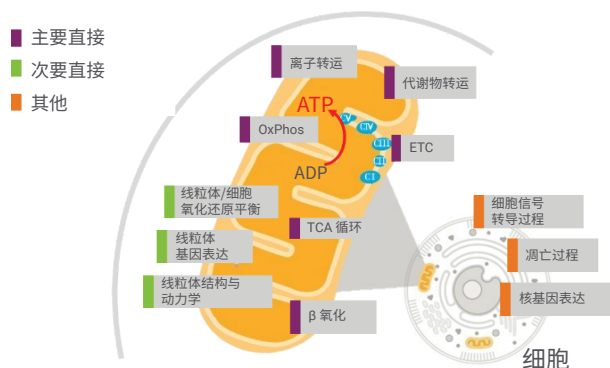 主要直接
次要直接
其他
离子转运
代谢物转运
ATP
OxPhos
CV
CIV
CIII
CII
CI
ETC
ADP
线粒体/细胞
氧化还原平衡
TCA 循环
线粒体
基因表达
线粒体结构与
动力学
β 氧化
细胞信号
转导过程
凋亡过程
核基因表达
细胞